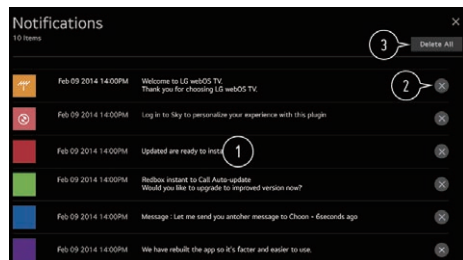 Notifications
10 Items
3
Delete All
Feb 09 2014 14:00PM
Welcome to LG webOS TV.
Thank you for choosing LG webOS TV.
2
Feb 09 2014 14:00PM
Log in to Sky to personalize your experience with this plugin
Feb 09 2014 14:00PM
Updated are ready to
1
Feb 09 2014 14:00PM
Redbox instant to Call Auto-update
Would you like to upgrade to improved version now?
Feb 09 2014 14:00PM
Message : Let me send you antoher message to Choon - 6seconds ago
Feb 09 2014 14:00PM
We have rebuilt the app so it's facter and easier to use.